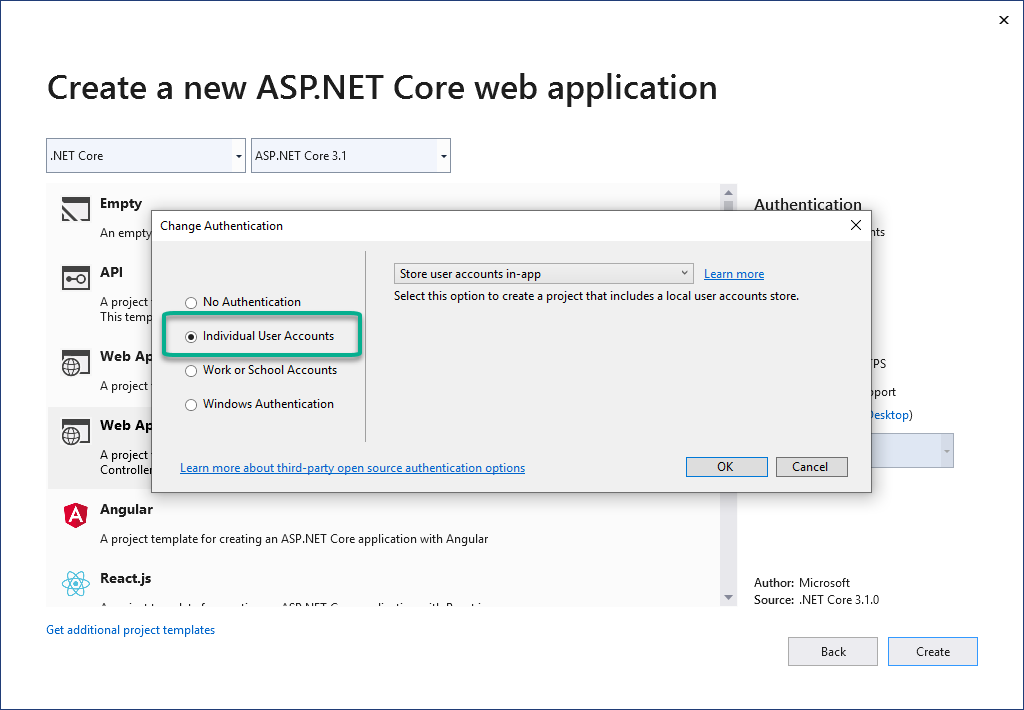 Create a new ASP.NET Core web application
.NET Core
ASP.NET Core 3.1
Empty
An empty
API
A project
This temp
Web Ap
A project
Web Ap
A project
Controller
Angular
A project template for creating an ASP.NET Core application with Angular
React.js
Get additional project templates
Change Authentication
No Authentication
Individual User Accounts
Work or School Accounts
Windows Authentication
Store user accounts in-app
Learn more
Select this option to create a project that includes a local user accounts store.
Learn more about third-party open source authentication options
OK
Cancel
Authentication
nts
TPS
port
Desktop)
Author: Microsoft
Source: .NET Core 3.1.0
Back
Create